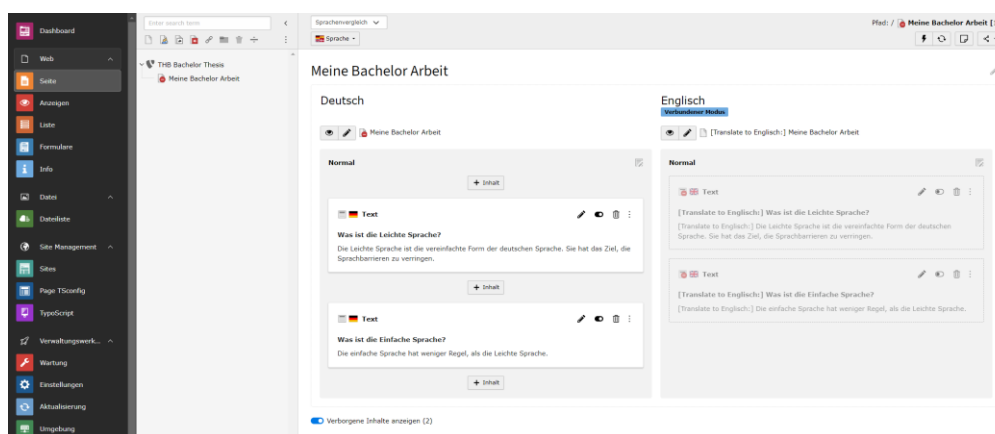 Dashboard
Web
Seite
Anzeigen
Liste
Formulare
Info
Datei
Dateiliste
Site Management
Sites
Page TSconfig
TypoScript
Verwaltungswerk...
Wartung
Einstellungen
Aktualisierung
Umgebung
Enter search term
THB Bachelor Thesis
Meine Bachelor Arbeit
Sprachenvergleich
Pfad: / Meine Bachelor Arbeit [
Sprache
Meine Bachelor Arbeit
Deutsch
Meine Bachelor Arbeit
Normal
+ Inhalt
Text
Was ist die Leichte Sprache?
Die Leichte Sprache ist die vereinfachte Form der deutschen Sprache. Sie hat das Ziel, die
Sprachbarrieren zu verringen.
+ Inhalt
Text
Was ist die Einfache Sprache?
Die einfache Sprache hat weniger Regel, als die Leichte Sprache.
+ Inhalt
Verborgene Inhalte anzeigen (2)
Englisch
Verbundener Modus
[Translate to Englisch:] Meine Bachelor Arbeit
Normal
Text
[Translate to Englisch:] Was ist die Leichte Sprache?
[Translate to Englisch:] Die Leichte Sprache ist die vereinfachte Form der deutschen
Sprache. Sie hat das Ziel, die Sprachbarrieren zu verringen.
Text
[Translate to Englisch:] Was ist die Einfache Sprache?
[Translate to Englisch:] Die einfache Sprache hat weniger Regel, als die Leichte Sprache.